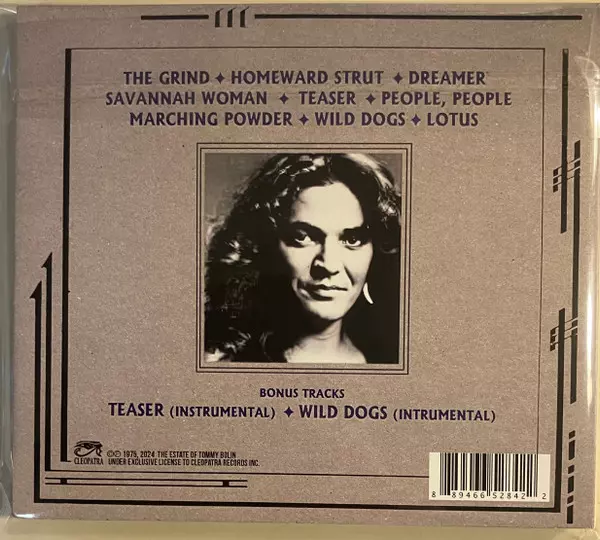 THE GRIND ✦ HOMEWARD STRUT ✦ DREAMER
SAVANNAH WOMAN ✦ TEASER ✦ PEOPLE, PEOPLE
MARCHING POWDER ✦ WILD DOGS ✦ LOTUS
BONUS TRACKS
TEASER (INSTRUMENTAL) ✦ WILD DOGS (INTRUMENTAL)
CLEOPATRA
©℗ 1975, 2024 THE ESTATE OF TOMMY BOLIN
UNDER EXCLUSIVE LICENSE TO CLEOPATRA RECORDS INC.
8 89466 52842 2